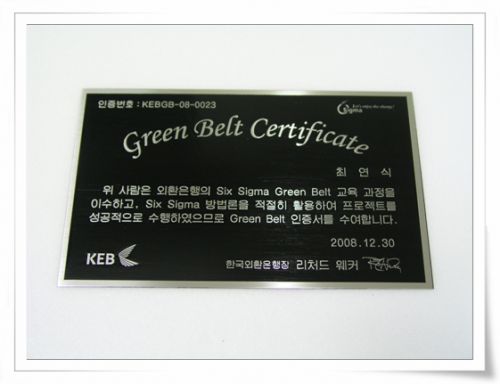 인증번호 : KEBGB-08-0023
6sigma Let's enjoy the change!
Green Belt Certificate
최 연 식
위 사람은 외환은행의 Six Sigma Green Belt 교육 과정을
이수하고, Six Sigma 방법론을 적절히 활용하여 프로젝트를
성공적으로 수행하였으므로 Green Belt 인증서를 수여합니다.
2008.12.30
KEB
한국외환은행장 리처드 웨커